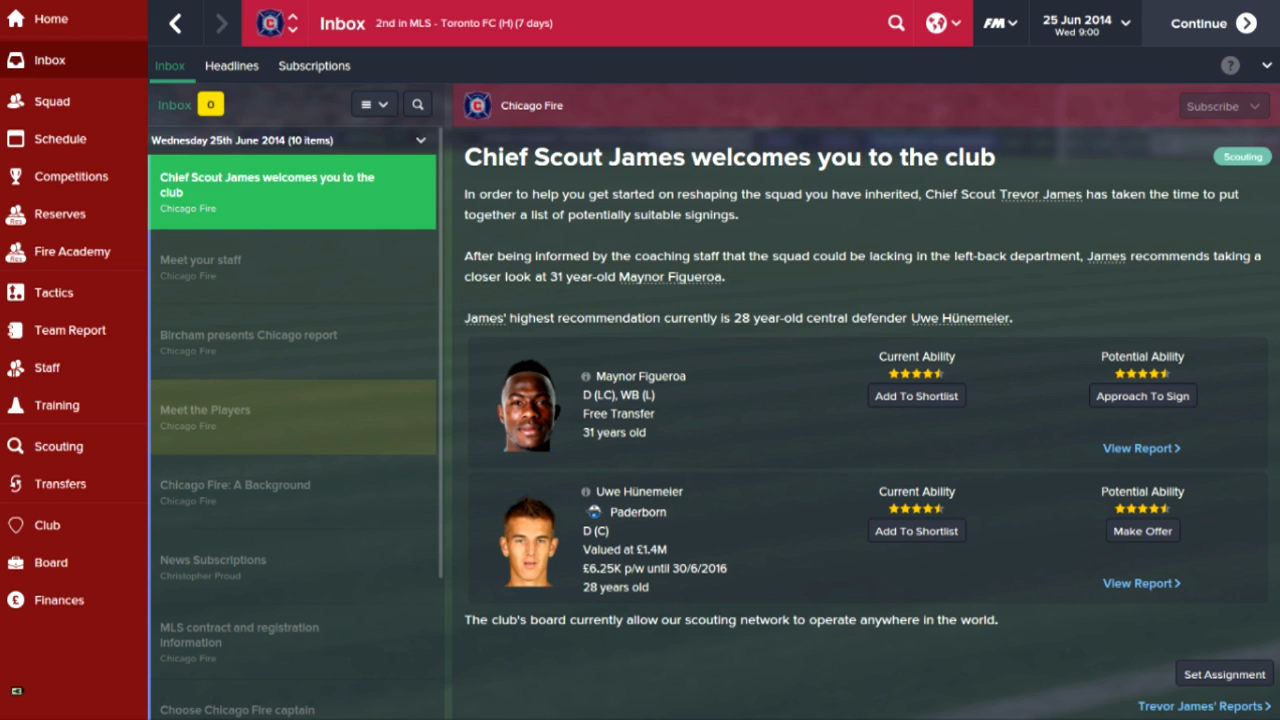 Home
Inbox
Squad
Schedule
Competitions
Reserves
Fire Academy
Tactics
Team Report
Staff
Training
Scouting
Transfers
Club
Board
Finances
Inbox 2nd in MLS - Toronto FC (H) (7 days)
FM
25 Jun 2014
Wed 9:00
Continue
Inbox Headlines Subscriptions
Inbox 0
Wednesday 25th June 2014 (10 items)
Chief Scout James welcomes you to the
club
Chicago Fire
Meet your staff
Chicago Fire
Bircham presents Chicago report
Chicago Fire
Meet the Players
Chicago Fire
Chicago Fire: A Background
Chicago Fire
News Subscriptions
Christopher Proud
MLS contract and registration
information
Chicago Fire
Choose Chicago Fire captain
Chicago Fire
Subscribe
Chief Scout James welcomes you to the club
Scouting
In order to help you get started on reshaping the squad you have inherited, Chief Scout Trevor James has taken the time to put
together a list of potentially suitable signings.
After being informed by the coaching staff that the squad could be lacking in the left-back department, James recommends taking a
closer look at 31 year-old Maynor Figueroa.
James' highest recommendation currently is 28 year-old central defender Uwe Hünemeier.
Maynor Figueroa
D (LC), WB (L)
Free Transfer
31 years old
Current Ability
Add To Shortlist
Potential Ability
Approach To Sign
View Report >
Uwe Hünemeier
Paderborn
D (C)
Valued at £1.4M
£6.25K p/w until 30/6/2016
28 years old
Current Ability
Add To Shortlist
Potential Ability
Make Offer
View Report >
The club's board currently allow our scouting network to operate anywhere in the world.
Set Assignment
Trevor James' Reports >